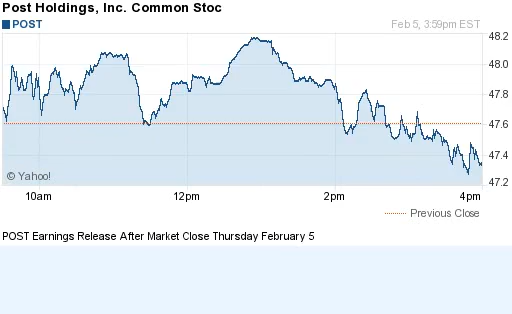 Post Holdings, Inc. Common Stoc
POST
Feb 5, 3:59pm EST
48.2
48.0
47.8
47.6
47.4
47.2
© Yahoo!
10am 12pm 2pm 4pm
Previous Close
POST Earnings Release After Market Close Thursday February 5